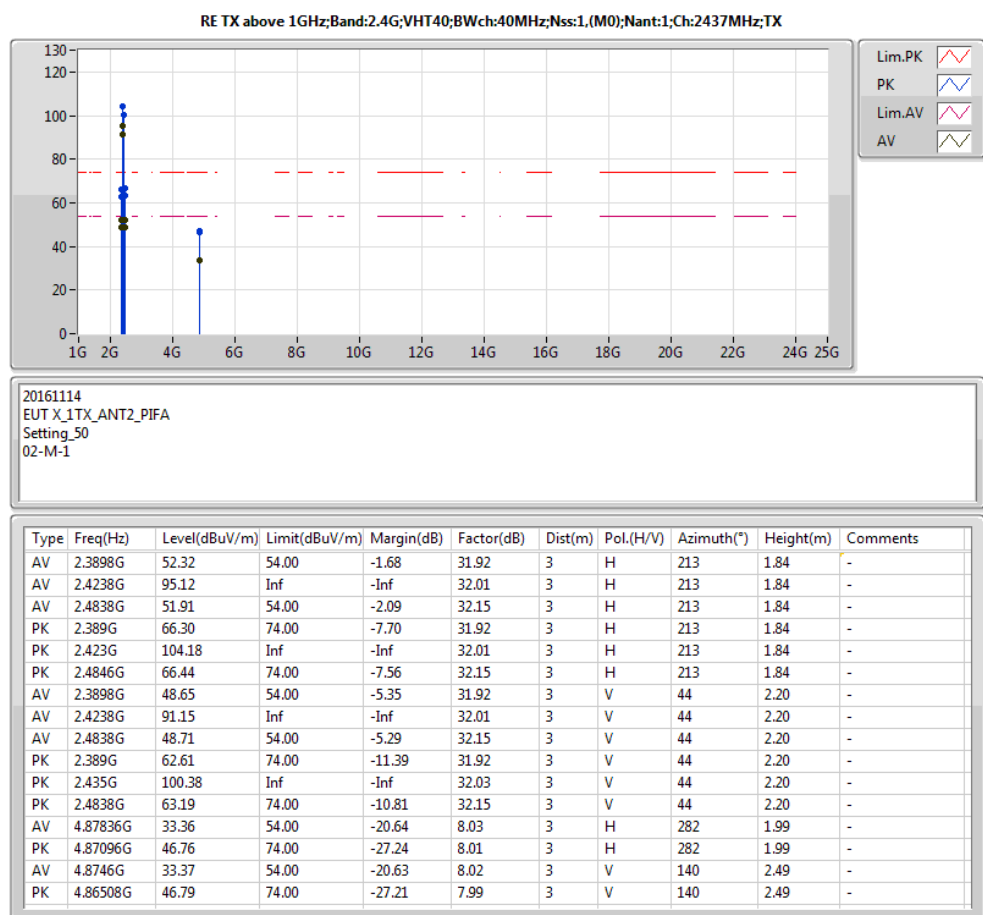 RE TX above 1GHz;Band:2.4G;VHT40;BWch:40MHz;Nss:1,(M0);Nant:1;Ch:2437MHz;TX
130
120
100
80
60
40
20
0
1G 2G 4G 6G 8G 10G 12G 14G 16G 18G 20G 22G 24G 25G
Lim.PK
PK
Lim.AV
AV
20161114
EUT X_1TX_ANT2_PIFA
Setting_50
02-M-1
Type Freq(Hz) Level(dBuV/m) Limit(dBuV/m) Margin(dB) Factor(dB) Dist(m) Pol.(H/V) Azimuth(°) Height(m) Comments
AV 2.3898G 52.32 54.00 -1.68 31.92 3 H 213 1.84 -
AV 2.4238G 95.12 Inf -Inf 32.01 3 H 213 1.84 -
AV 2.4838G 51.91 54.00 -2.09 32.15 3 H 213 1.84 -
PK 2.389G 66.30 74.00 -7.70 31.92 3 H 213 1.84 -
PK 2.423G 104.18 Inf -Inf 32.01 3 H 213 1.84 -
PK 2.4846G 66.44 74.00 -7.56 32.15 3 H 213 1.84 -
AV 2.3898G 48.65 54.00 -5.35 31.92 3 V 44 2.20 -
AV 2.4238G 91.15 Inf -Inf 32.01 3 V 44 2.20 -
AV 2.4838G 48.71 54.00 -5.29 32.15 3 V 44 2.20 -
PK 2.389G 62.61 74.00 -11.39 31.92 3 V 44 2.20 -
PK 2.435G 100.38 Inf -Inf 32.03 3 V 44 2.20 -
PK 2.4838G 63.19 74.00 -10.81 32.15 3 V 44 2.20 -
AV 4.87836G 33.36 54.00 -20.64 8.03 3 H 282 1.99 -
PK 4.87096G 46.76 74.00 -27.24 8.01 3 H 282 1.99 -
AV 4.8746G 33.37 54.00 -20.63 8.02 3 V 140 2.49 -
PK 4.86508G 46.79 74.00 -27.21 7.99 3 V 140 2.49 -